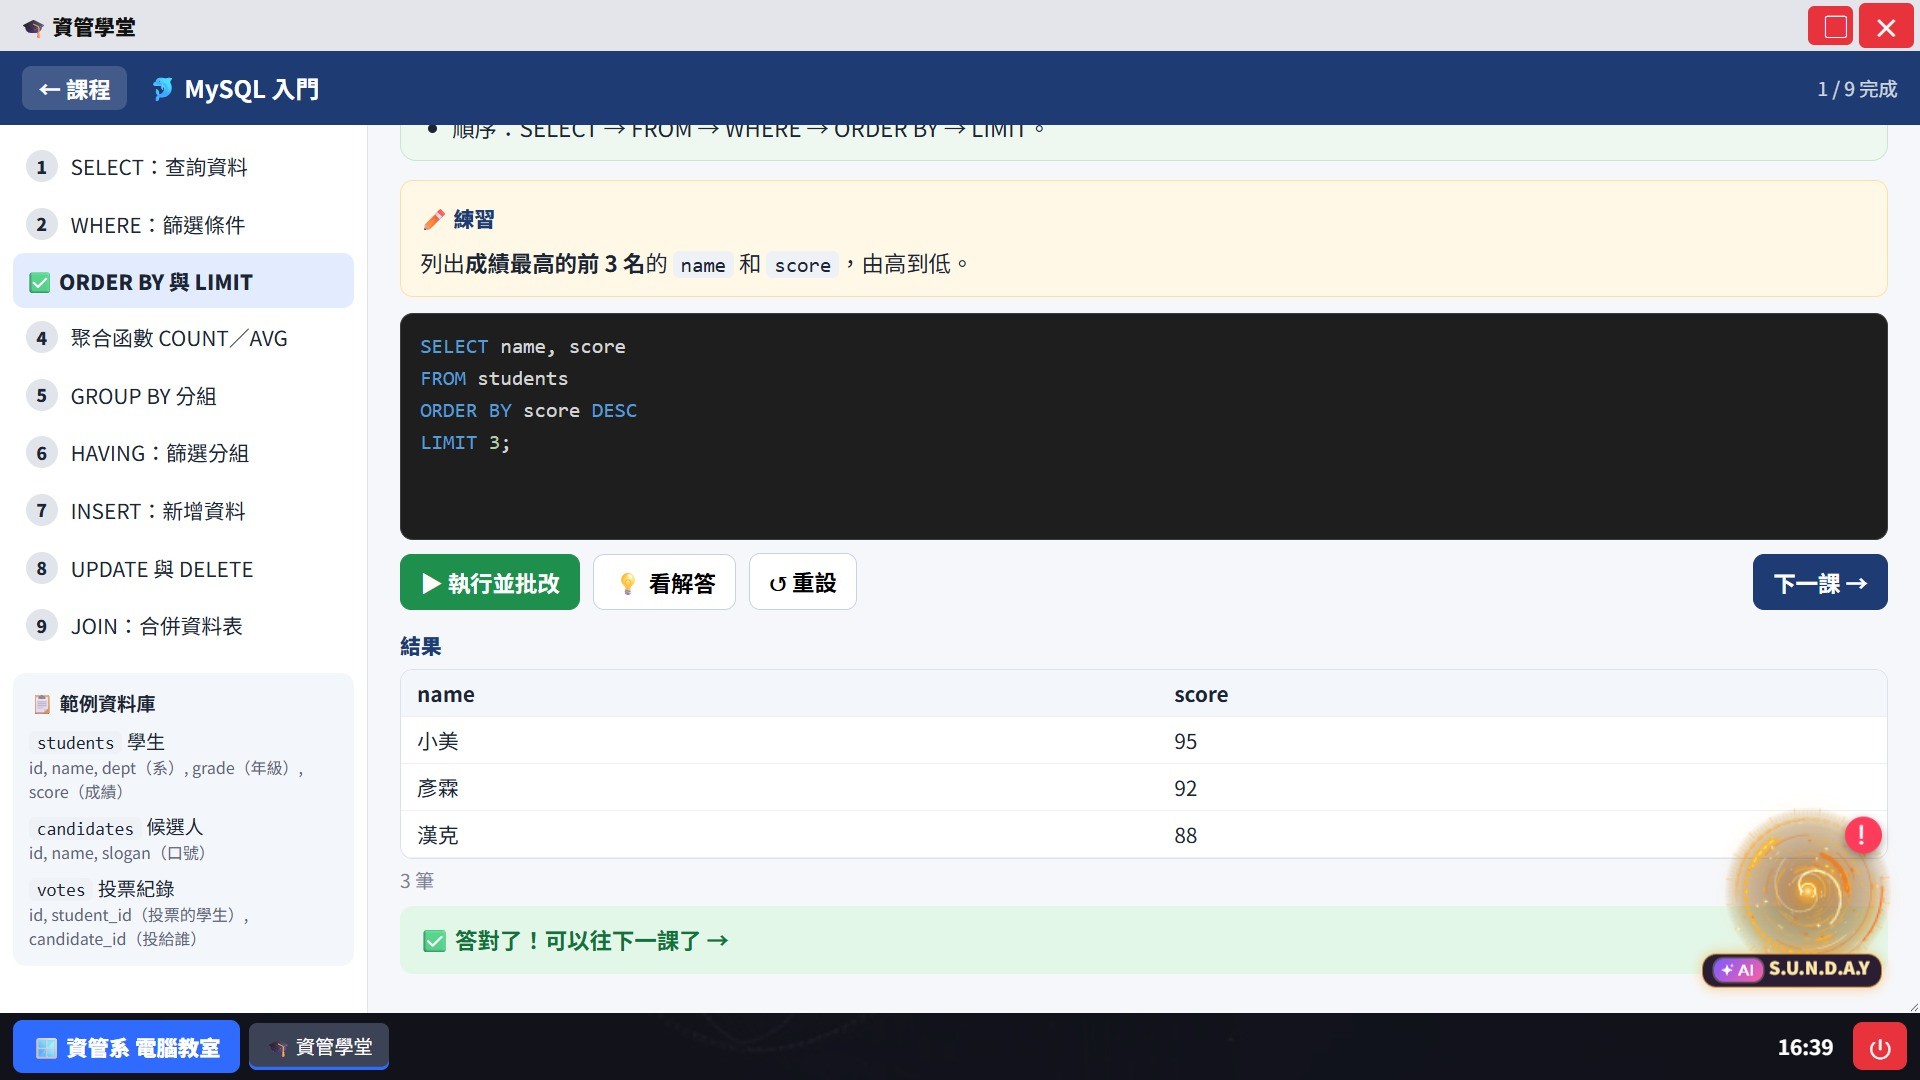 資管學堂
← 課程
MySQL 入門
1 / 9 完成
1 SELECT：查詢資料
2 WHERE：篩選條件
ORDER BY 與 LIMIT
4 聚合函數 COUNT／AVG
5 GROUP BY 分組
6 HAVING：篩選分組
7 INSERT：新增資料
8 UPDATE 與 DELETE
9 JOIN：合併資料表
範例資料庫
students 學生
id, name, dept（系）, grade（年級）,
score（成績）
candidates 候選人
id, name, slogan（口號）
votes 投票紀錄
id, student_id（投票的學生）,
candidate_id（投給誰）
• 順序：SELECT → FROM → WHERE → ORDER BY → LIMIT。
練習
列出成績最高的前 3 名的 name 和 score，由高到低。
SELECT name, score
FROM students
ORDER BY score DESC
LIMIT 3;
▶ 執行並批改
看解答
↺ 重設
下一課 →
結果
name score
小美 95
彥霖 92
漢克 88
3 筆
答對了！可以往下一課了 →
!
AI S.U.N.D.A.Y
資管系 電腦教室
資管學堂
16:39